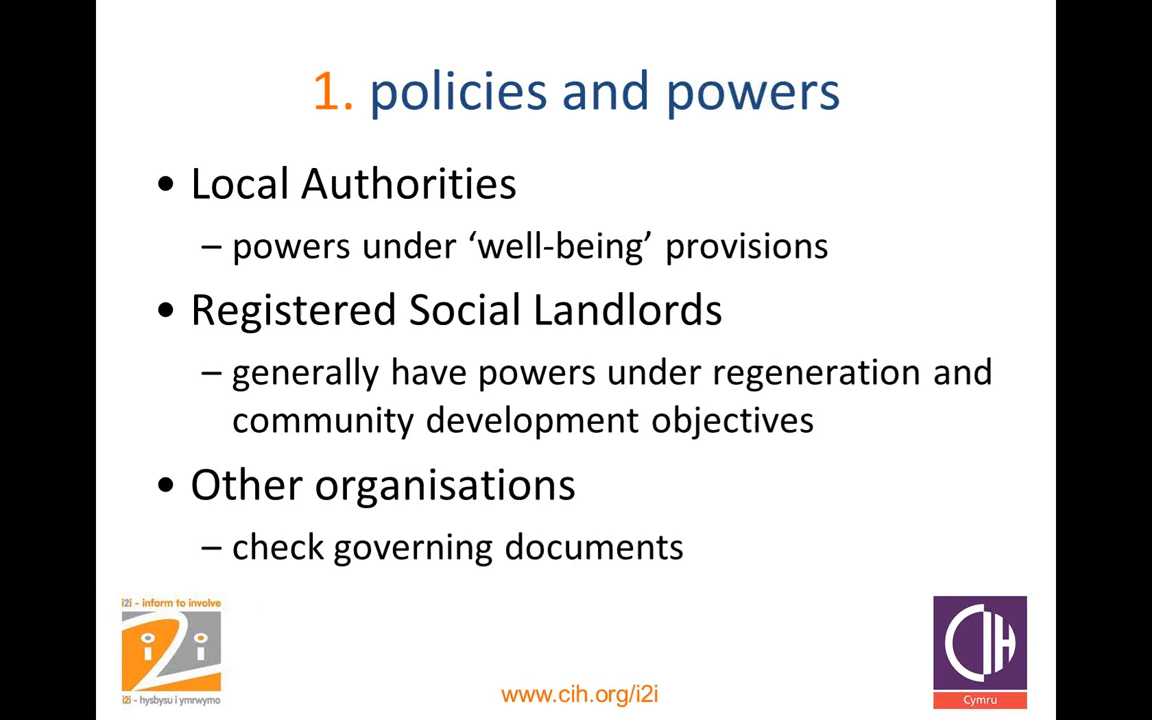 1. policies and powers
• Local Authorities
– powers under ‘well-being’ provisions
• Registered Social Landlords
– generally have powers under regeneration and
community development objectives
• Other organisations
– check governing documents
i2i - inform to involve
i2i
i2i - hysbysu i ymrwymo
www.cih.org/i2i
CIH
Cymru